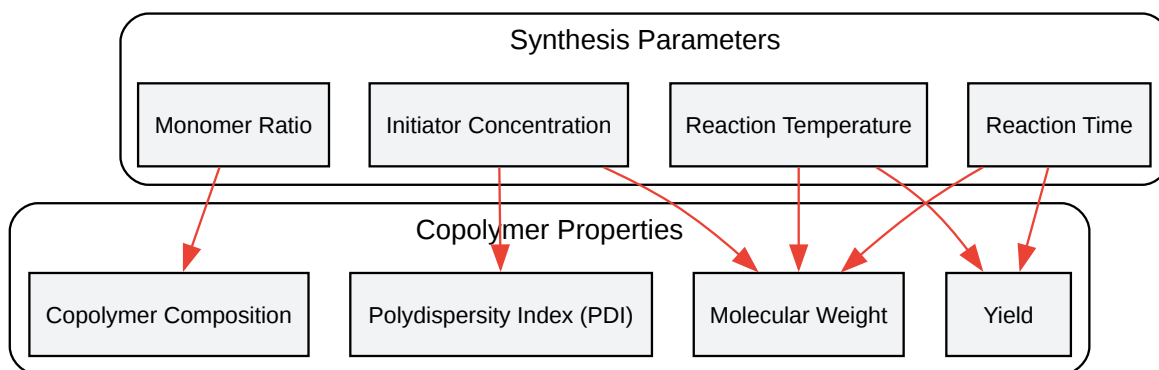 Synthesis Parameters
Monomer Ratio
Initiator Concentration
Reaction Temperature
Reaction Time
Copolymer Properties
Copolymer Composition
Polydispersity Index (PDI)
Molecular Weight
Yield